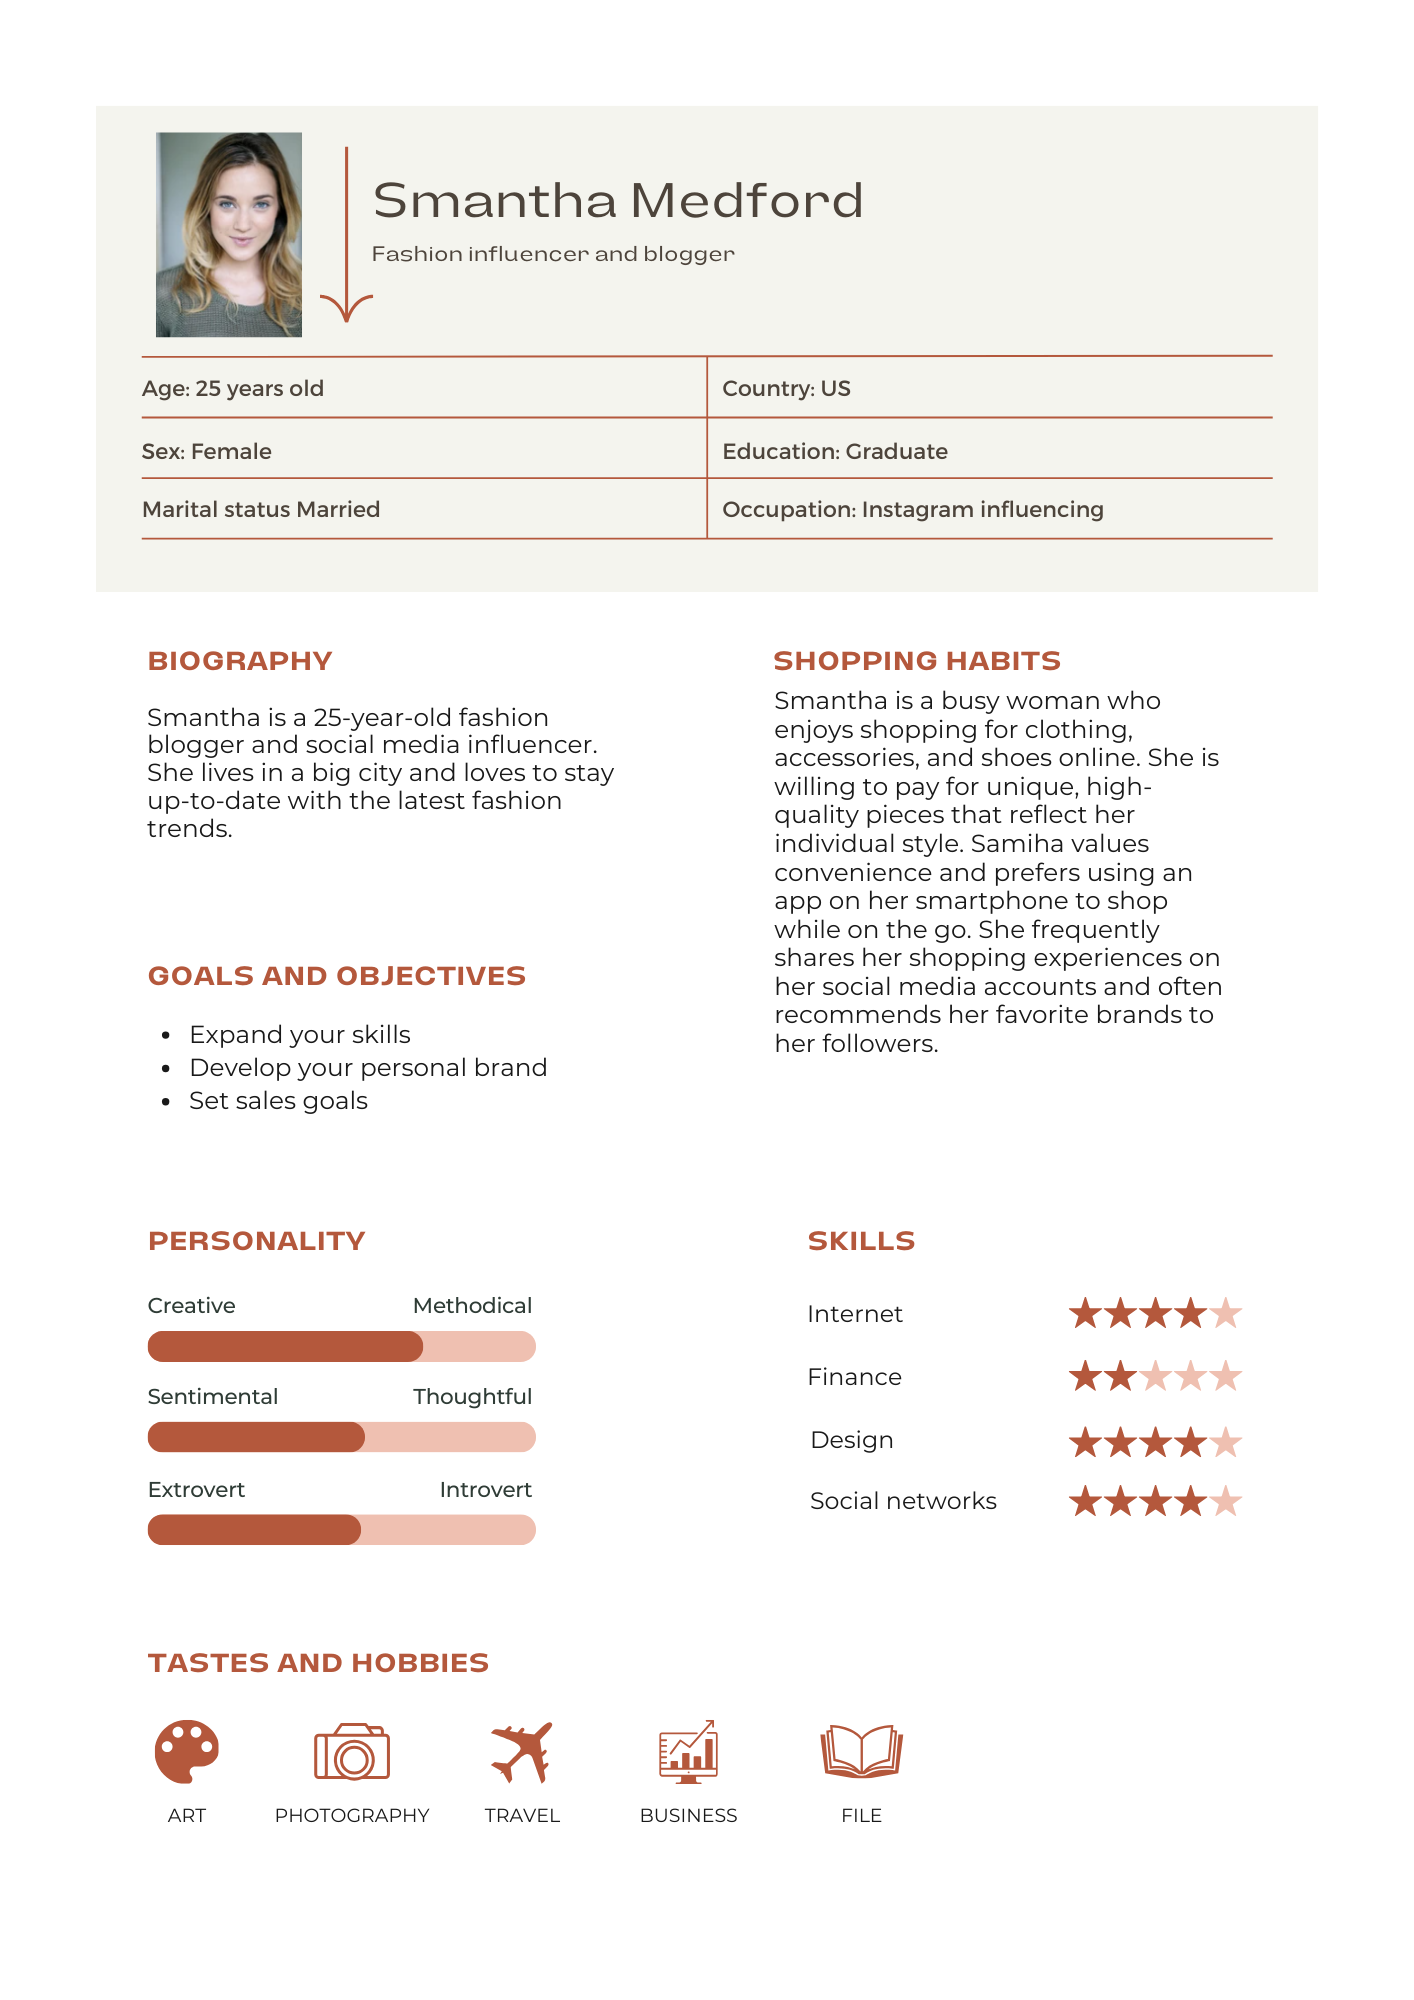 Smantha Medford
Fashion influencer and blogger
Age: 25 years old
Country: US
Sex: Female
Education: Graduate
Marital status Married
Occupation: Instagram influencing
BIOGRAPHY
Smantha is a 25-year-old fashion
blogger and social media influencer.
She lives in a big city and loves to stay
up-to-date with the latest fashion
trends.
GOALS AND OBJECTIVES
• Expand your skills
• Develop your personal brand
• Set sales goals
SHOPPING HABITS
Smantha is a busy woman who
enjoys shopping for clothing,
accessories, and shoes online. She is
willing to pay for unique, high-
quality pieces that reflect her
individual style. Samiha values
convenience and prefers using an
app on her smartphone to shop
while on the go. She frequently
shares her shopping experiences on
her social media accounts and often
recommends her favorite brands to
her followers.
PERSONALITY
Creative Methodical
Sentimental Thoughtful
Extrovert Introvert
SKILLS
Internet
Finance
Design
Social networks
TASTES AND HOBBIES
ART PHOTOGRAPHY TRAVEL BUSINESS FILE